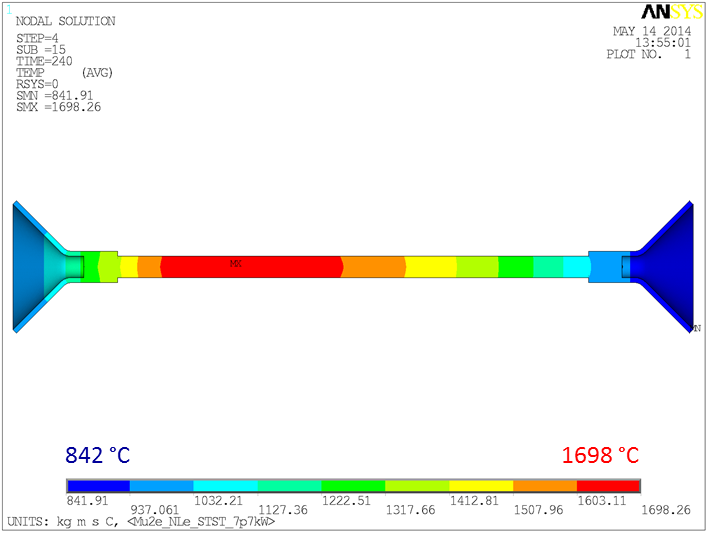 1
NODAL SOLUTION
STEP=4
SUB =15
TIME=240
TEMP (AVG)
RSYS=0
SMN =841.91
SMX =1698.26
ANSYS
MAY 14 2014
13:55:01
PLOT NO. 1
MX
MN
842 °C
1698 °C
841.91
937.061
1032.21
1127.36
1222.51
1317.66
1412.81
1507.96
1603.11
1698.26
UNITS: kg m s C, <Mu2e_NLe_STST_7p7kW>